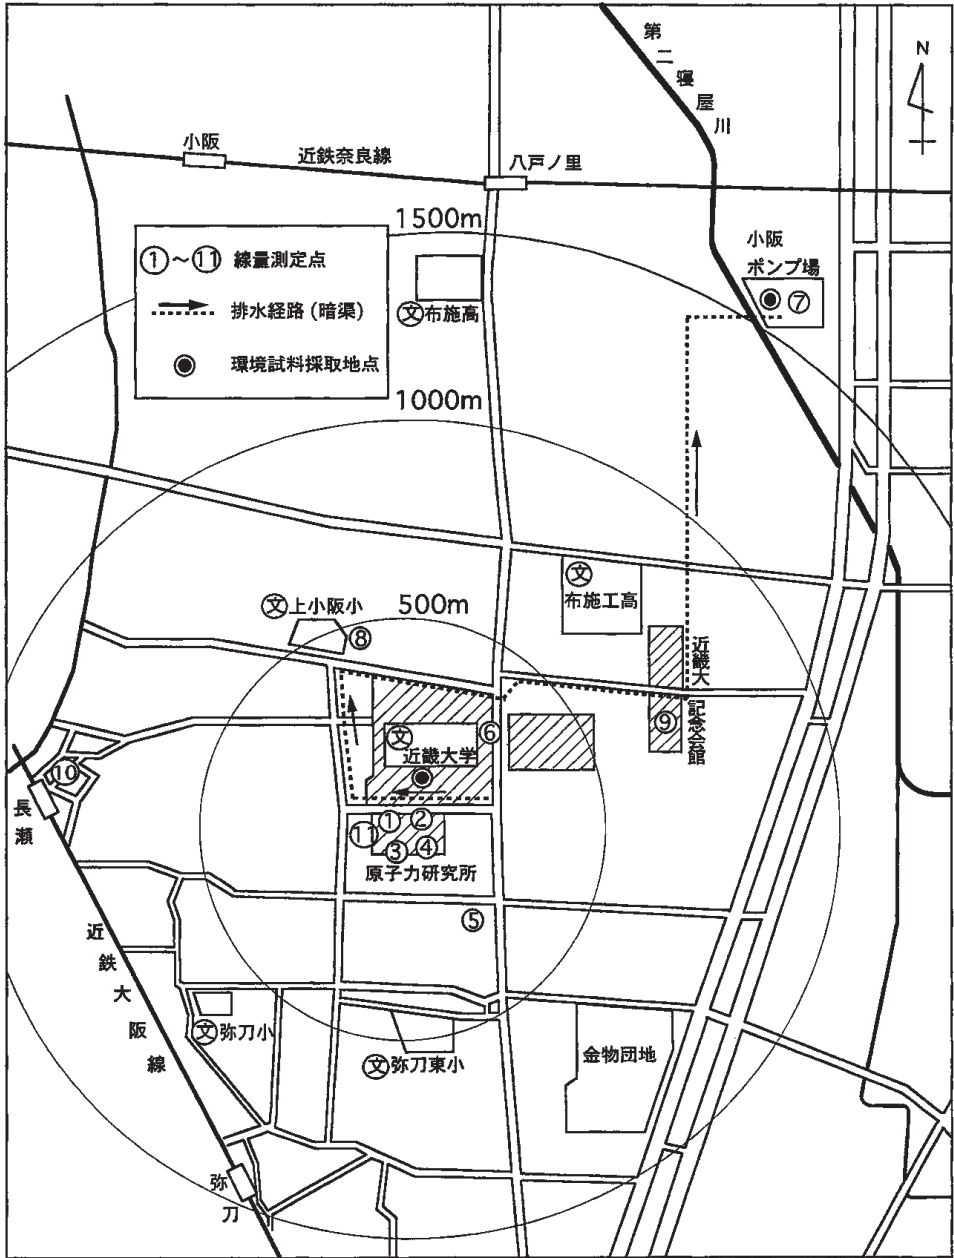 第二寝屋川
N
小阪
近鉄奈良線
八戸ノ里
1500m
小阪
ポンプ場
①～⑪ 線量測定点
排水経路(暗渠)
環境試料採取地点
⑦
文布施高
1000m
文
布施工高
文上小阪小
500m
⑧
近畿大記念会館
⑨
⑥
文
近畿大学
⑩
長瀬
⑪
①
②
③
④
原子力研究所
⑤
近鉄大阪線
文弥刀小
文弥刀東小
金物団地
弥刀